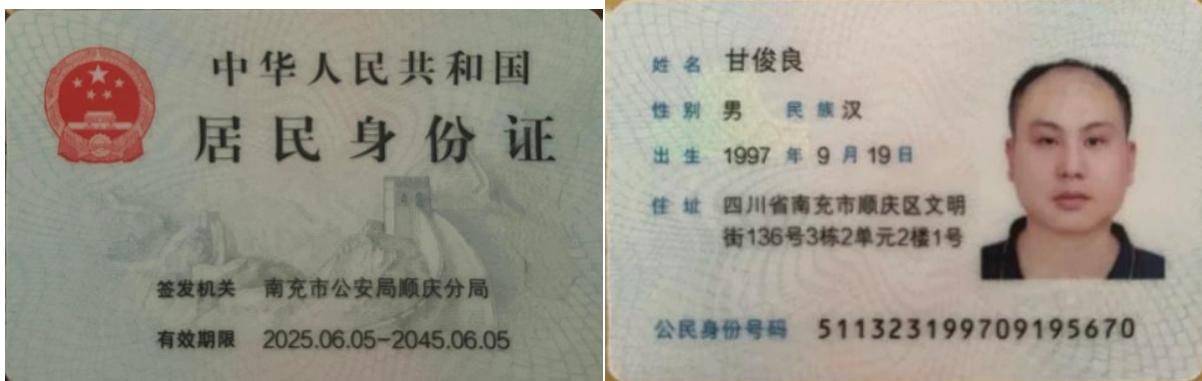 中华人民共和国
居民身份证
签发机关 南充市公安局顺庆分局
有效期限 2025.06.05-2045.06.05
姓名 甘俊良
性别 男 民族 汉
出生 1997 年 9 月 19 日
住址 四川省南充市顺庆区文明
街136号3栋2单元2楼1号
公民身份号码 511323199709195670